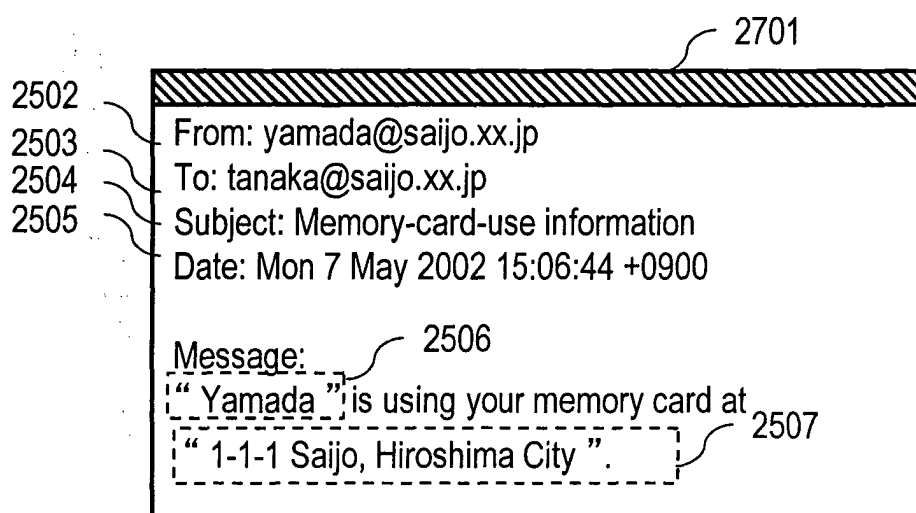 2701
2502 From: yamada@saijo.xx.jp
2503 To: tanaka@saijo.xx.jp
2504 Subject: Memory-card-use information
2505 Date: Mon 7 May 2002 15:06:44 +0900
Message: 2506
“ Yamada ” is using your memory card at
“ 1-1-1 Saijo, Hiroshima City ”. 2507